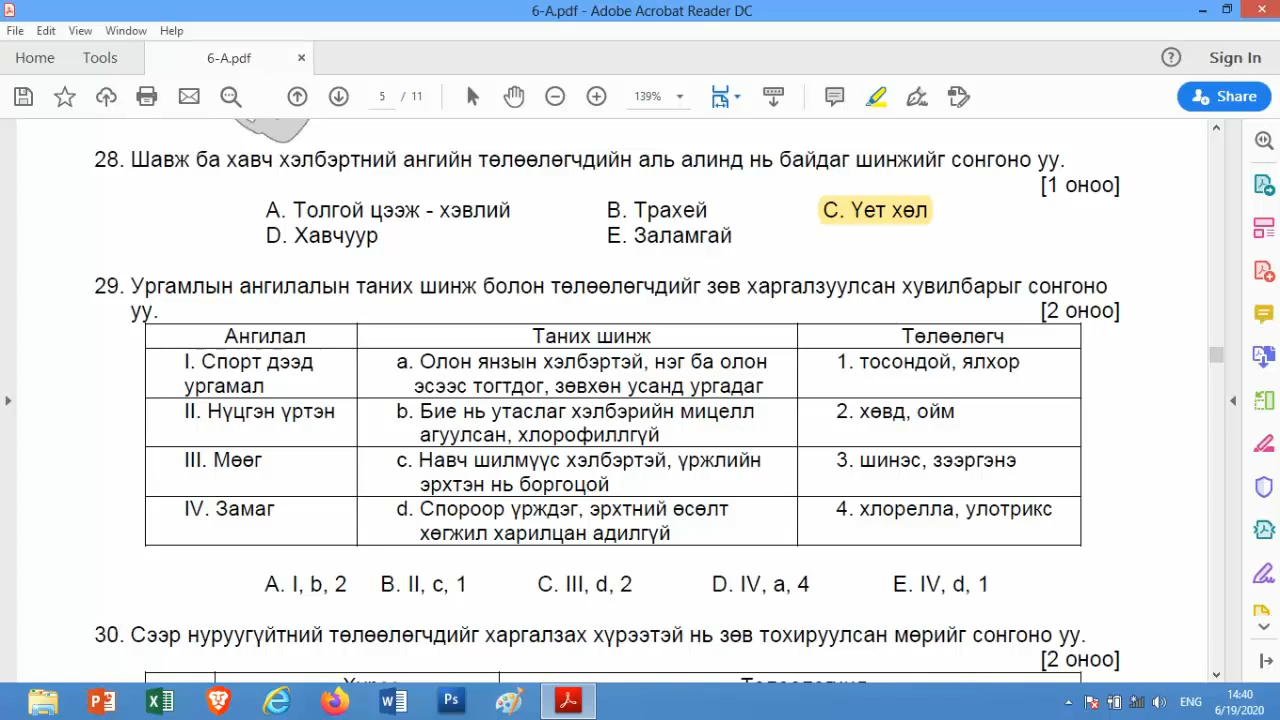 6-A.pdf - Adobe Acrobat Reader DC
File Edit View Window Help
Home Tools 6-A.pdf × Sign In
5 / 11 139% Share
28. Шавж ба хавч хэлбэртний ангийн төлөөлөгчдийн аль алинд нь байдаг шинжийг сонгоно уу.
[1 оноо]
A. Толгой цээж - хэвлий B. Трахей C. Үет хөл
D. Хавчуур E. Заламгай
29. Ургамлын ангилалын таних шинж болон төлөөлөгчдийг зөв харгалзуулсан хувилбарыг сонгоно
уу. [2 оноо]
Ангилал Таних шинж Төлөөлөгч
I. Спорт дээд a. Олон янзын хэлбэртэй, нэг ба олон 1. тосондой, ялхор
ургамал эсээс тогтдог, зөвхөн усанд ургадаг
II. Нүцгэн үртэн b. Бие нь утаслаг хэлбэрийн мицелл 2. хөвд, ойм
агуулсан, хлорофиллгүй
III. Мөөг c. Навч шилмүүс хэлбэртэй, үржлийн 3. шинэс, зээргэнэ
эрхтэн нь боргоцой
IV. Замаг d. Спороор үрждэг, эрхтний өсөлт 4. хлорелла, улотрикс
хөгжил харилцан адилгүй
A. I, b, 2 B. II, c, 1 C. III, d, 2 D. IV, a, 4 E. IV, d, 1
30. Сээр нуруугүйтний төлөөлөгчдийг харгалзах хүрээтэй нь зөв тохируулсан мөрийг сонгоно уу.
[2 оноо]
ENG 14:40
6/19/2020